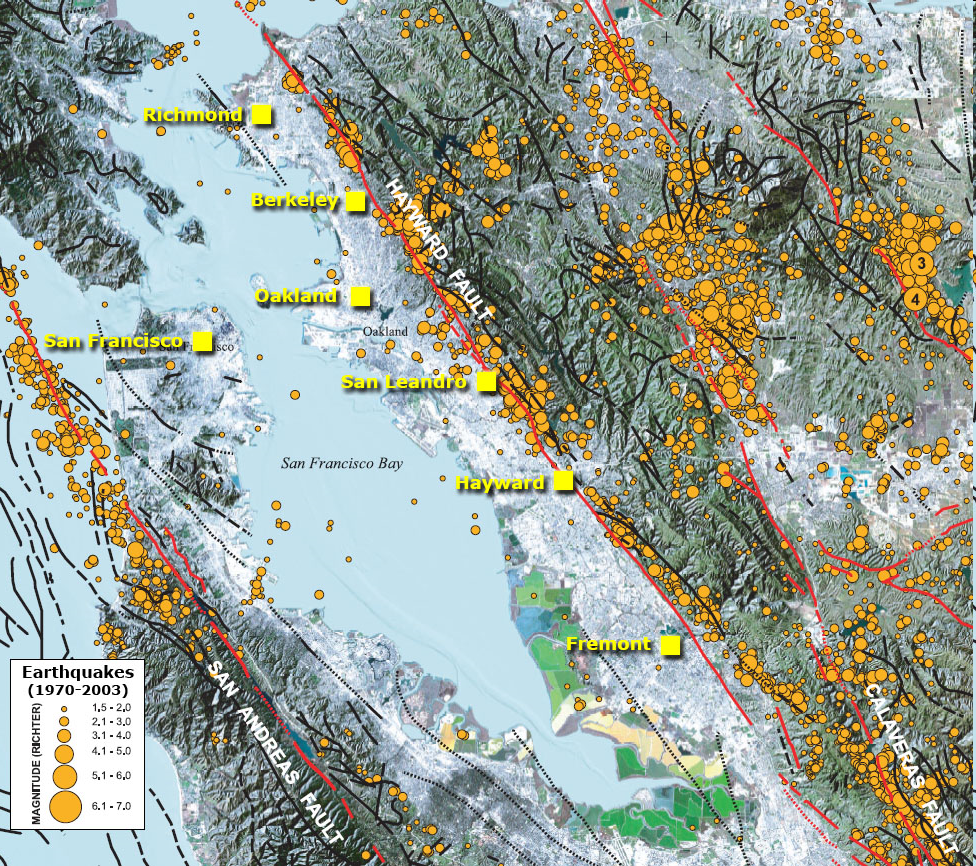 Richmond
Berkeley
HAYWARD FAULT
3
4
Oakland
Oakland
San Francisco
sco
San Leandro
San Francisco Bay
Hayward
Fremont
SAN ANDREAS FAULT
CALAVERAS FAULT
Earthquakes
(1970-2003)
MAGNITUDE (RICHTER)
1.5 - 2.0
2.1 - 3.0
3.1 - 4.0
4.1 - 5.0
5.1 - 6.0
6.1 - 7.0